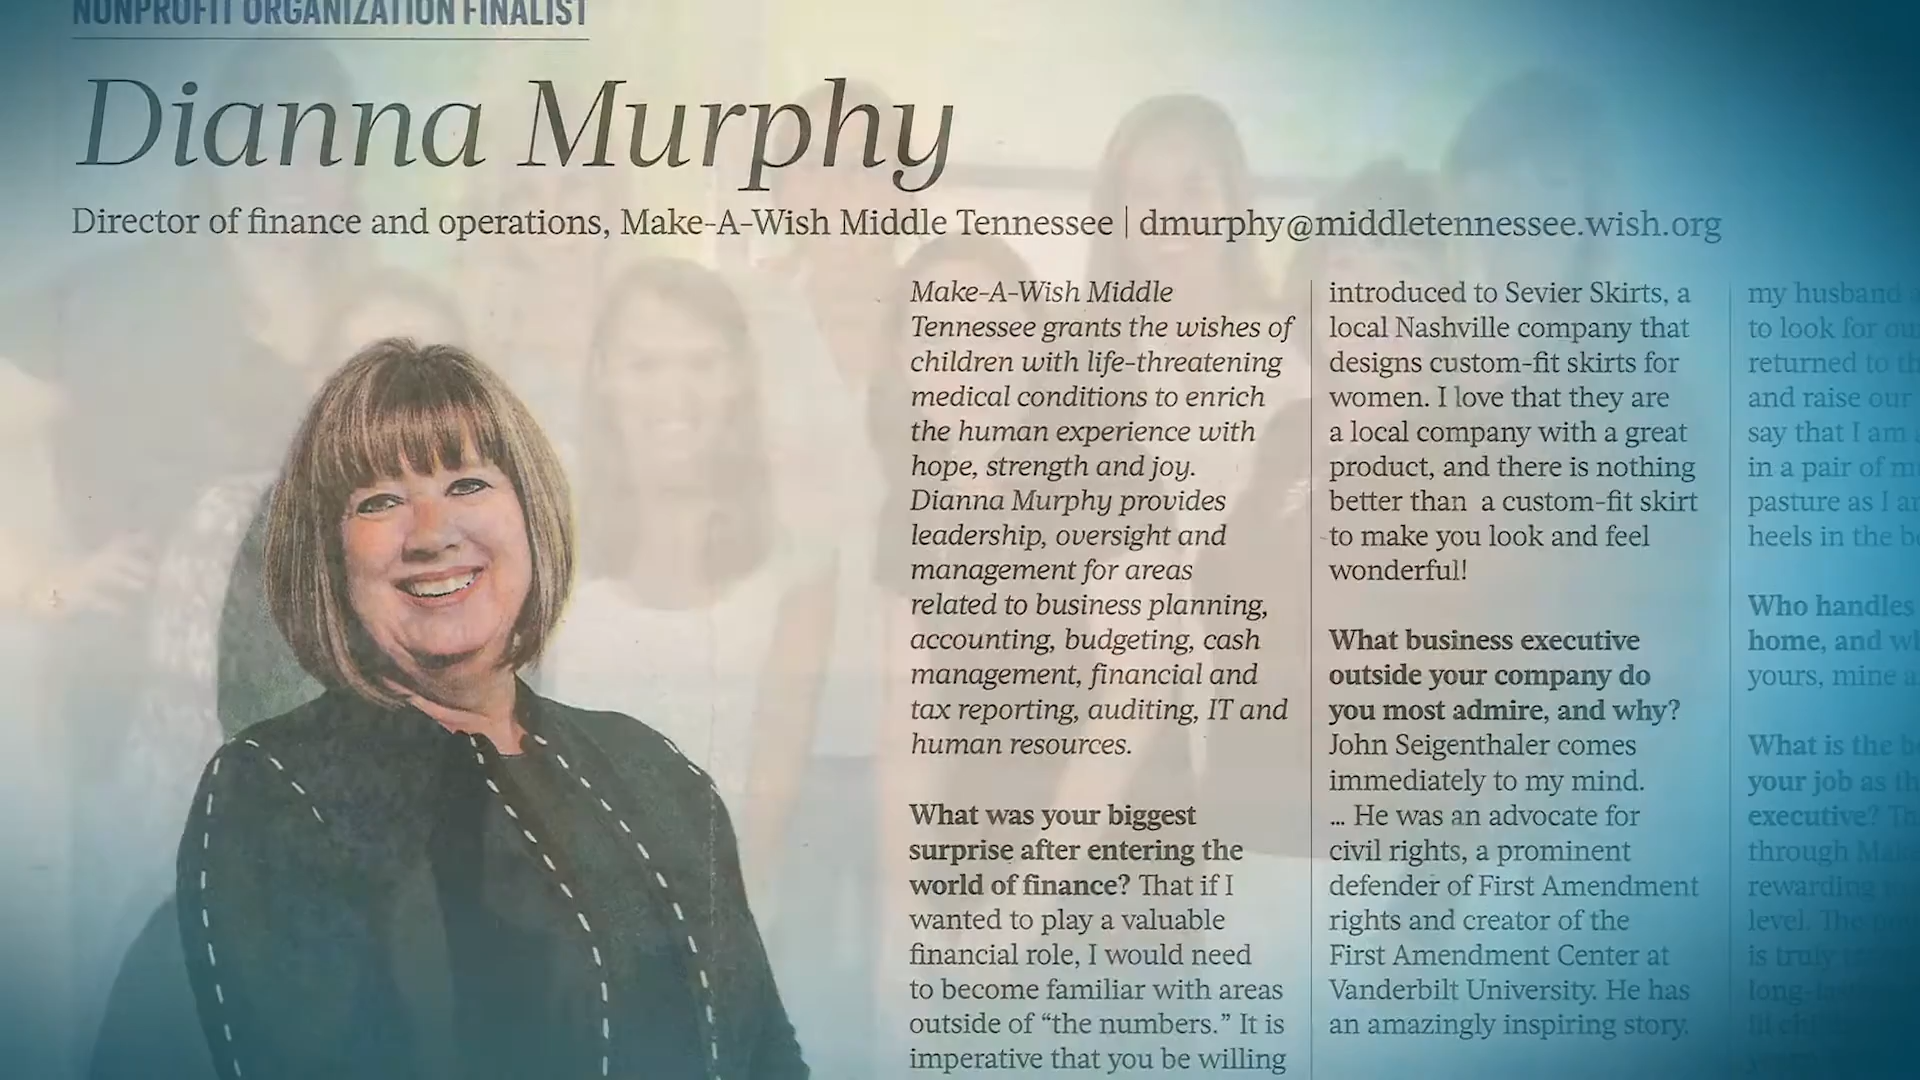 NONPROFIT ORGANIZATION FINALIST
Dianna Murphy
Director of finance and operations, Make-A-Wish Middle Tennessee | dmurphy@middletennessee.wish.org
Make-A-Wish Middle
Tennessee grants the wishes of
children with life-threatening
medical conditions to enrich
the human experience with
hope, strength and joy.
Dianna Murphy provides
leadership, oversight and
management for areas
related to business planning,
accounting, budgeting, cash
management, financial and
tax reporting, auditing, IT and
human resources.
What was your biggest
surprise after entering the
world of finance? That if I
wanted to play a valuable
financial role, I would need
to become familiar with areas
outside of “the numbers.” It is
imperative that you be willing
introduced to Sevier Skirts, a
local Nashville company that
designs custom-fit skirts for
women. I love that they are
a local company with a great
product, and there is nothing
better than a custom-fit skirt
to make you look and feel
wonderful!
What business executive
outside your company do
you most admire, and why?
John Seigenthaler comes
immediately to my mind.
... He was an advocate for
civil rights, a prominent
defender of First Amendment
rights and creator of the
First Amendment Center at
Vanderbilt University. He has
an amazingly inspiring story.
my husband
to look for
returned to
and raise our
say that I am
in a pair of
pasture as I
heels in the
Who handles
home, and
yours, mine
What is the
your job as
executive?
through
rewarding
level. The
is truly